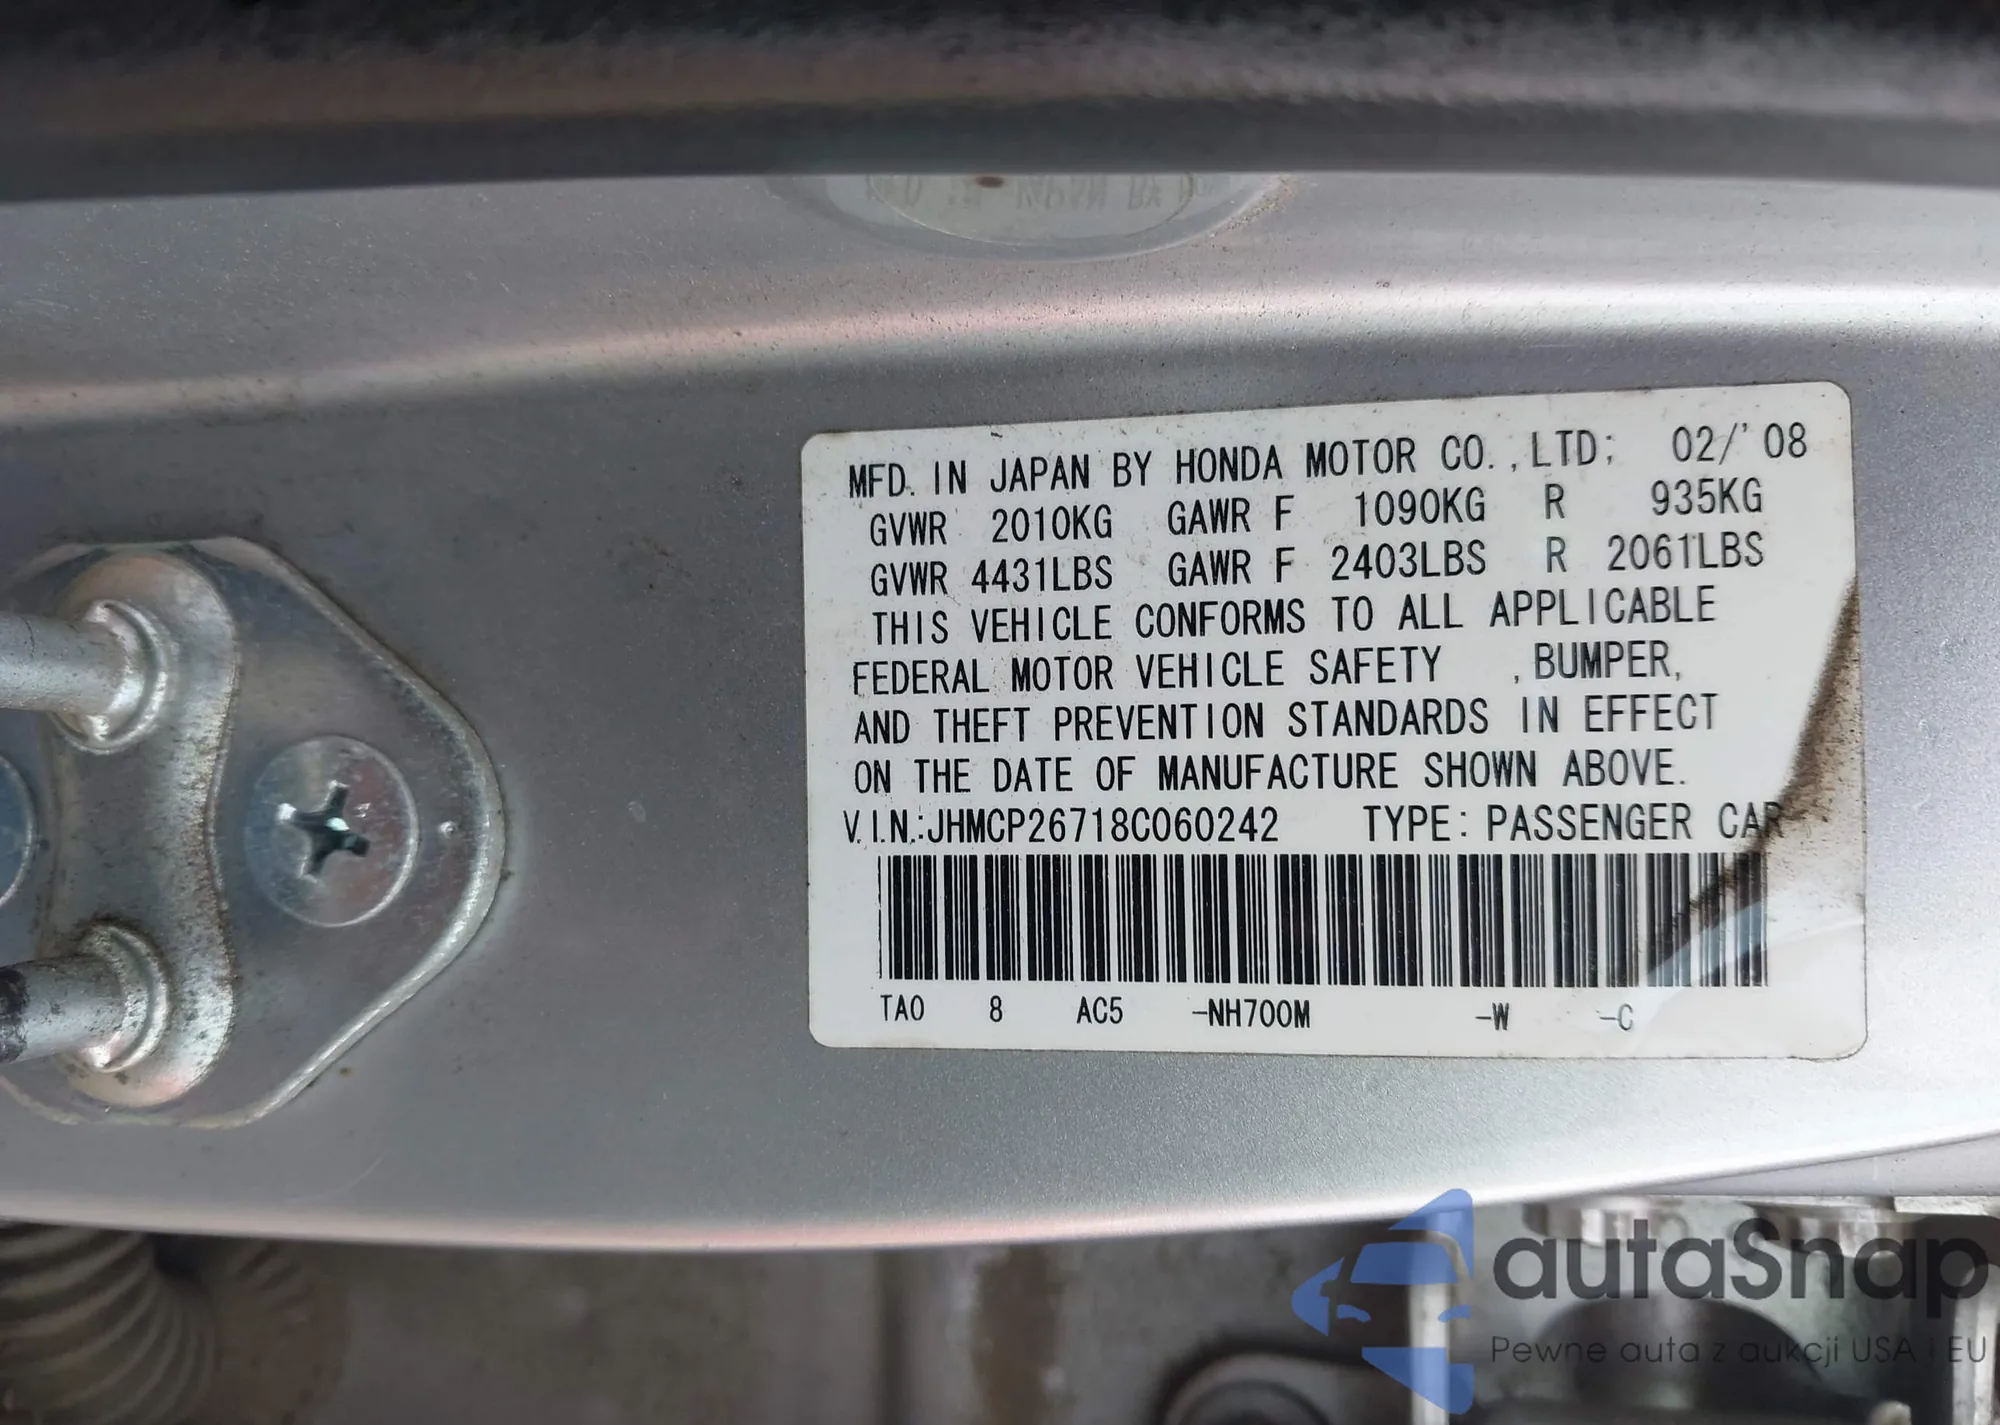 MFD. IN JAPAN BY HONDA MOTOR CO.,LTD; 02/'08
GVWR 2010KG GAWR F 1090KG R 935KG
GVWR 4431LBS GAWR F 2403LBS R 2061LBS
THIS VEHICLE CONFORMS TO ALL APPLICABLE
FEDERAL MOTOR VEHICLE SAFETY ,BUMPER,
AND THEFT PREVENTION STANDARDS IN EFFECT
ON THE DATE OF MANUFACTURE SHOWN ABOVE.
V.I.N.:JHMCP26718C060242 TYPE: PASSENGER CAR
TA0 8 AC5 -NH700M -W -C
autaSnap
Pewne auta z aukcji USA i EU